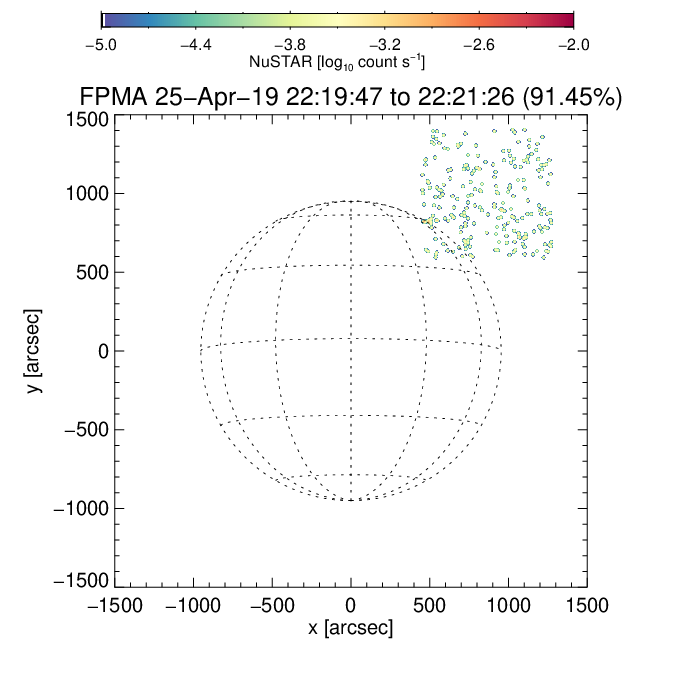 −5.0 −4.4 −3.8 −3.2 −2.6 −2.0
NuSTAR [log₁₀ count s⁻¹]
FPMA 25−Apr−19 22:19:47 to 22:21:26 (91.45%)
1500
1000
500
0
−500
−1000
−1500
y [arcsec]
−1500 −1000 −500 0 500 1000 1500
x [arcsec]